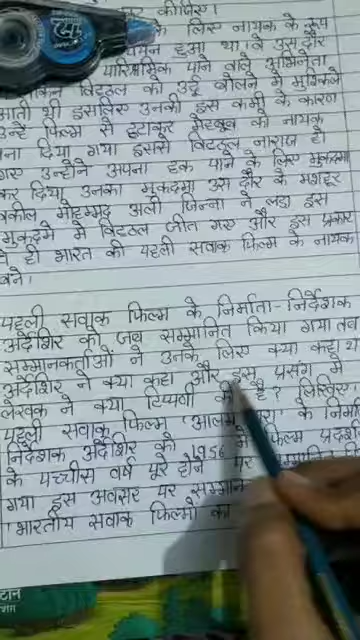 कीजिए।
के लिए नायक के रूप
चयन हुआ था। वे उस दौर
पारिश्रमिक पाने वाले अभिनेता
विट्ठल को उर्दू बोलने में मुश्किलें
आती थी इसलिए उनकी इस कमी के कारण
उन्हें फिल्म से हटाकर मेहबूब को नायक
बना दिया गया इससे विट्ठल नाराज़ हो
गए उन्होंने अपना हक पाने के लिए मुकदमा
कर दिया उनका मुकदमा उस दौर के मशहूर
वकील मोहम्मद अली जिन्ना ने लड़ा इस
मुकदमे में विट्ठल जीत गए और इस प्रकार
वे ही भारत की पहली सवाक फिल्म के नायक
बने।
पहली सवाक फिल्म के निर्माता-निर्देशक
अर्देशिर को जब सम्मानित किया गया तब
सम्मानकर्ताओं ने उनके लिए क्या कहा था
अर्देशिर ने क्या कहा और इस प्रसंग में
लेखक ने क्या टिप्पणी की है? लिखिए
पहली सवाक् फिल्म 'आलम के निर्मा
निर्देशक अर्देशिर को 1956 में फिल्म प्रदर्श
के पच्चीस वर्ष पूरे होने पर सम्मानि
गया इस अवसर पर
'भारतीय सवाक फिल्मों का